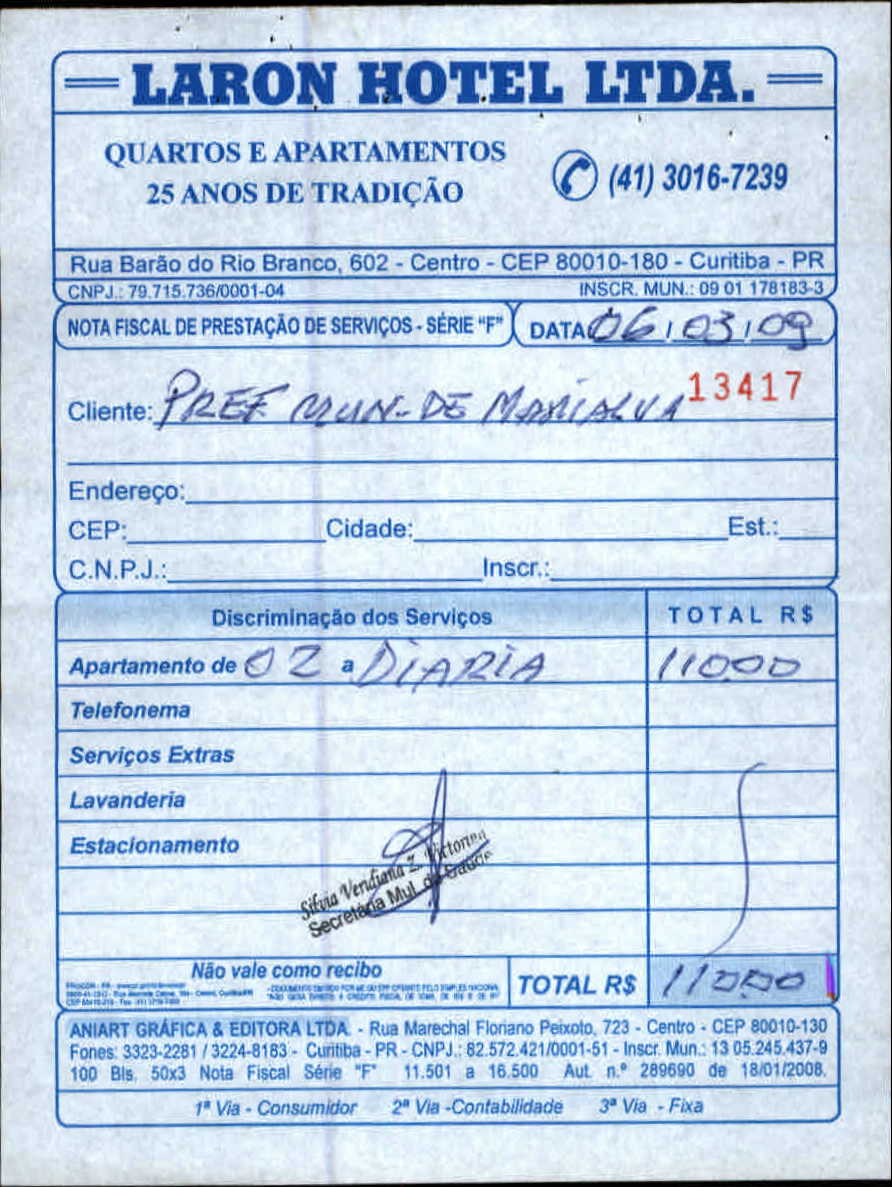 LARON HOTEL LTDA.
QUARTOS E APARTAMENTOS
25 ANOS DE TRADIÇÃO
(41) 3016-7239
Rua Barão do Rio Branco, 602 - Centro - CEP 80010-180 - Curitiba - PR
CNPJ.: 79.715.736/0001-04 INSCR. MUN.: 09 01 178183-3
NOTA FISCAL DE PRESTAÇÃO DE SERVIÇOS - SÉRIE "F" DATA 06/03/09
13417
Cliente: PREF. MUN. DE MARIALVA
Endereço:
CEP: Cidade: Est.:
C.N.P.J.: Inscr.:
Discriminação dos Serviços TOTAL R$
Apartamento de 02 a DIARIA 11000
Telefonema
Serviços Extras
Lavanderia
Estacionamento
Silvia Vendiana Z. Victorino
Secretária Mul. de Saúde
Não vale como recibo
TOTAL R$ 11000
ANIART GRÁFICA & EDITORA LTDA. - Rua Marechal Floriano Peixoto, 723 - Centro - CEP 80010-130
Fones: 3323-2281 / 3224-8183 - Curitiba - PR - CNPJ.: 82.572.421/0001-51 - Inscr. Mun.: 13 05.245.437-9
100 Bls. 50x3 Nota Fiscal Série "F" 11.501 a 16.500 Aut. n.º 289690 de 18/01/2008.
1ª Via - Consumidor 2ª Via -Contabilidade 3ª Via - Fixa